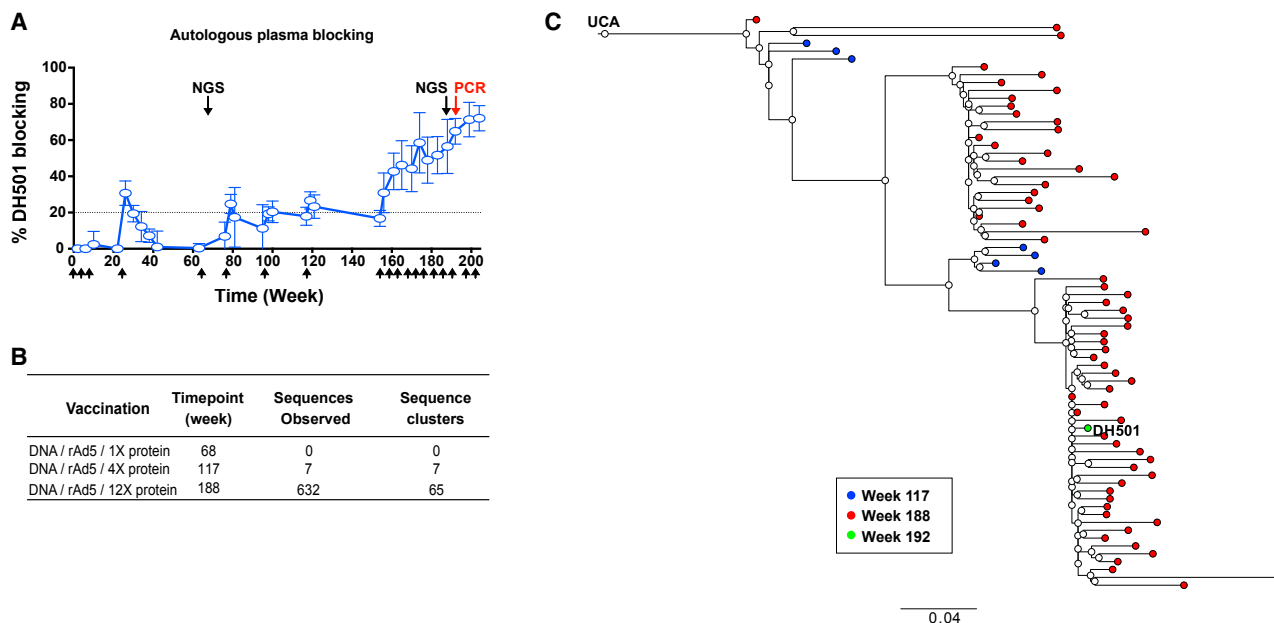 A
Autologous plasma blocking
% DH501 blocking
100
80
60
40
20
0
NGS
NGS PCR
0 20 40 60 80 100 120 140 160 180 200
Time (Week)
B
Vaccination Timepoint (week) Sequences Observed Sequence clusters
DNA / rAd5 / 1X protein 68 0 0
DNA / rAd5 / 4X protein 117 7 7
DNA / rAd5 / 12X protein 188 632 65
C
UCA
DH501
Week 117
Week 188
Week 192
0.04